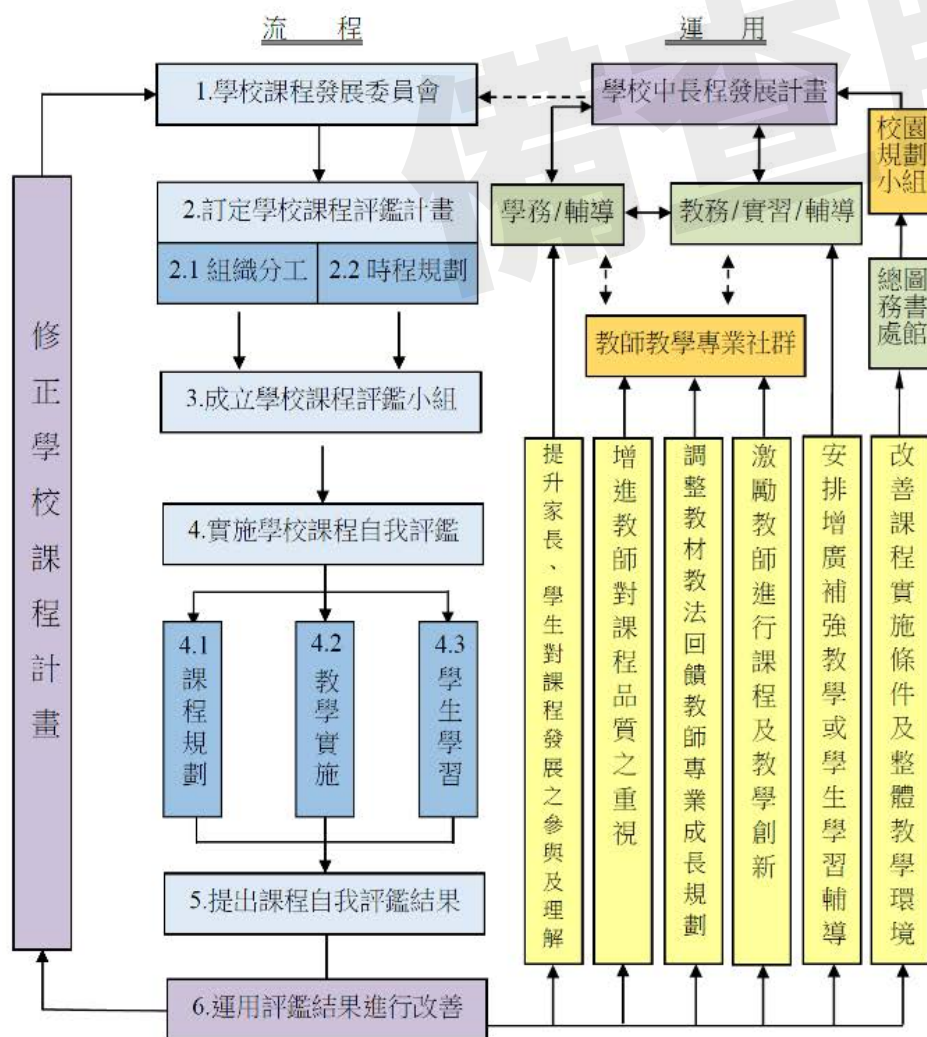 流 程
運 用
1.學校課程發展委員會
學校中長程發展計畫
校園規劃小組
2.訂定學校課程評鑑計畫
2.1 組織分工
2.2 時程規劃
學務/輔導
教務/實習/輔導
總務處
圖書館
教師教學專業社群
3.成立學校課程評鑑小組
修正學校課程計畫
4.實施學校課程自我評鑑
4.1 課程規劃
4.2 教學實施
4.3 學生學習
5.提出課程自我評鑑結果
6.運用評鑑結果進行改善
提升家長、學生對課程發展之參與及理解
增進教師對課程品質之重視
調整教材教法回饋教師專業成長規劃
激勵教師進行課程及教學創新
安排增廣補強教學或學生學習輔導
改善課程實施條件及整體教學環境
備查